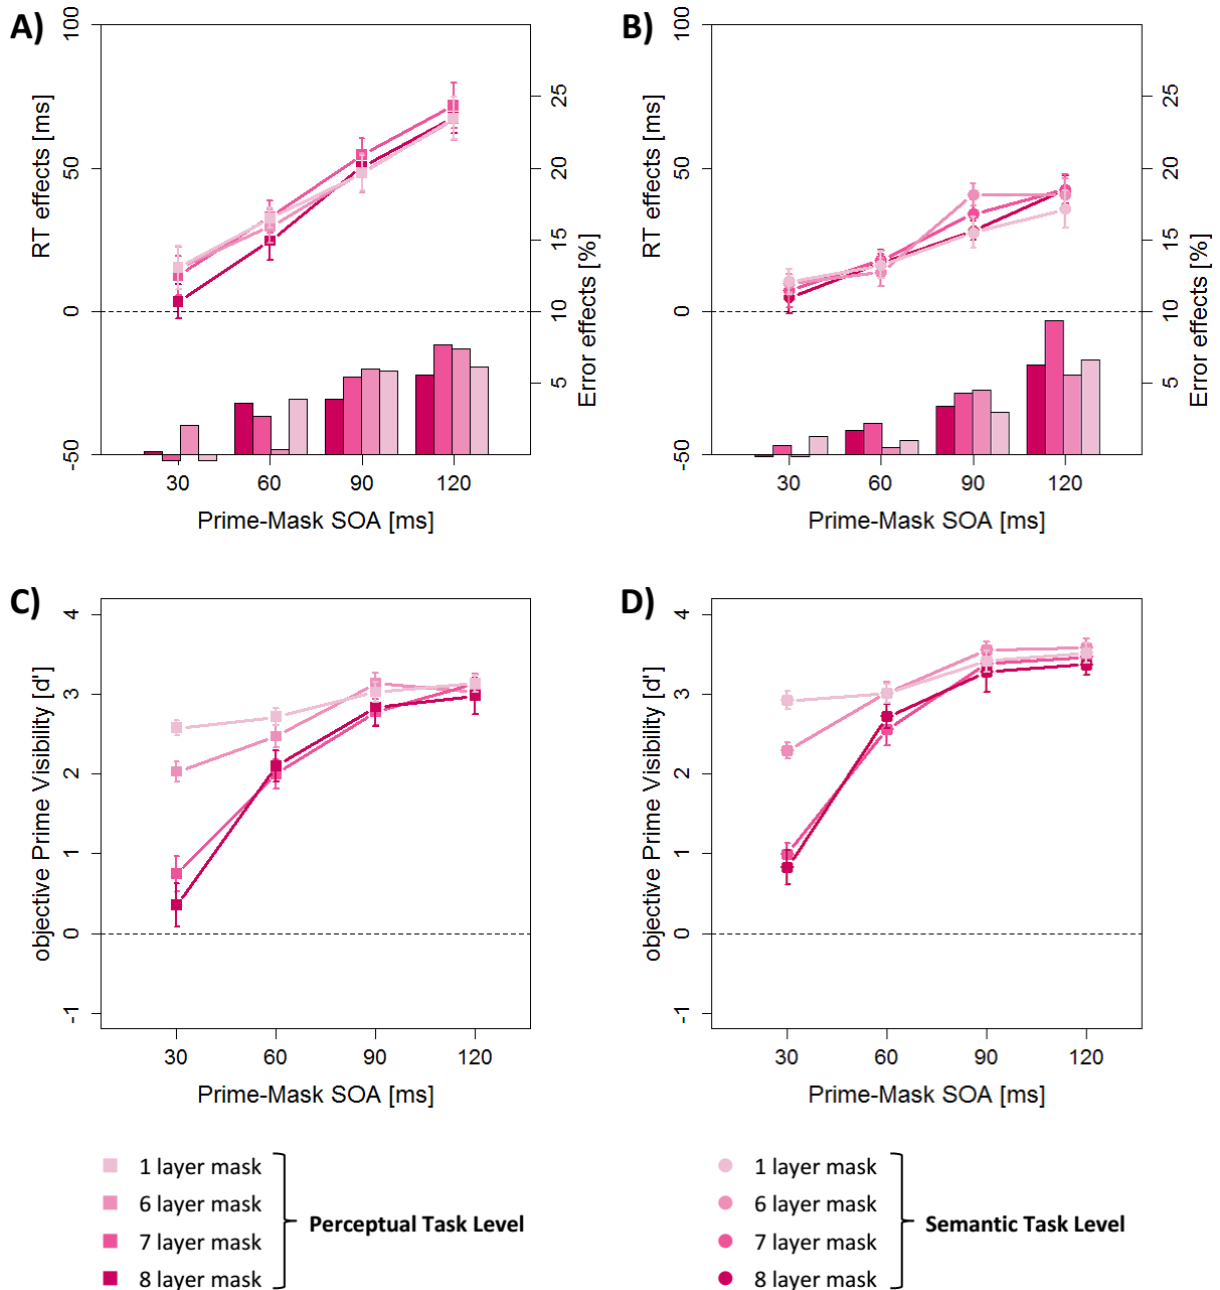 A)
RT effects [ms]
100
50
0
-50
25
20
15
10
5
Error effects [%]
30 60 90 120
Prime-Mask SOA [ms]
B)
RT effects [ms]
100
50
0
-50
25
20
15
10
5
Error effects [%]
30 60 90 120
Prime-Mask SOA [ms]
C)
objective Prime Visibility [d']
4
3
2
1
0
-1
30 60 90 120
Prime-Mask SOA [ms]
D)
objective Prime Visibility [d']
4
3
2
1
0
-1
30 60 90 120
Prime-Mask SOA [ms]
1 layer mask
6 layer mask
7 layer mask
8 layer mask
Perceptual Task Level
1 layer mask
6 layer mask
7 layer mask
8 layer mask
Semantic Task Level